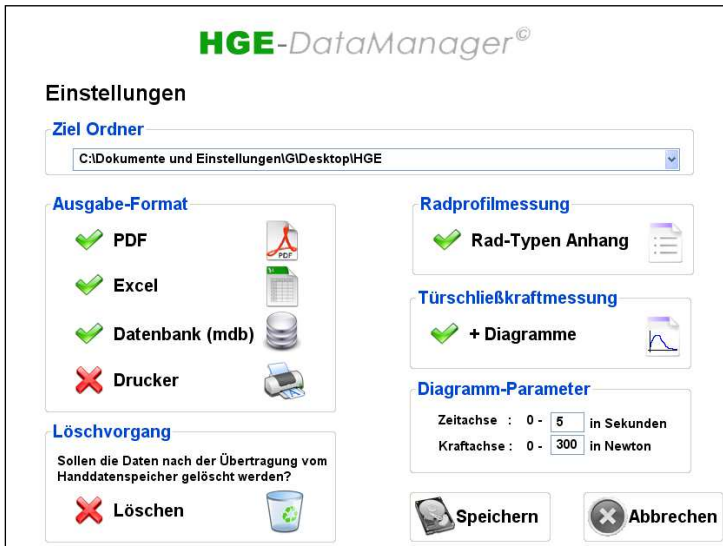 HGE-DataManager©
Einstellungen
Ziel Ordner
C:\Dokumente und Einstellungen\G\Desktop\HGE
Ausgabe-Format
PDF
PDF
Excel
Datenbank (mdb)
Drucker
Löschvorgang
Sollen die Daten nach der Übertragung vom
Handdatenspeicher gelöscht werden?
Löschen
Radprofilmessung
Rad-Typen Anhang
Türschließkraftmessung
+ Diagramme
Diagramm-Parameter
Zeitachse : 0 - 5 in Sekunden
Kraftachse : 0 - 300 in Newton
Speichern
Abbrechen